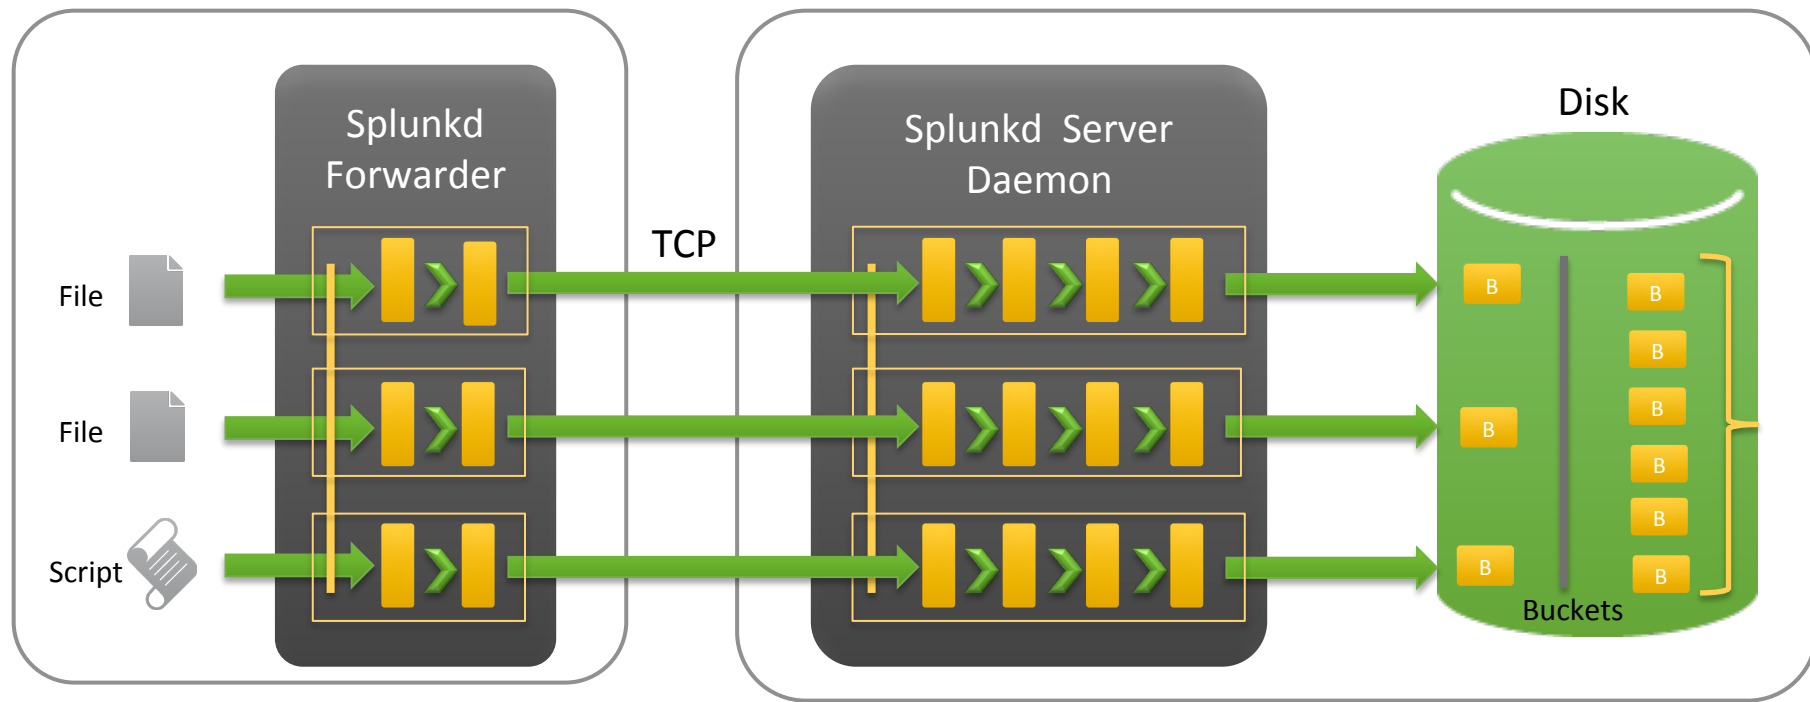 Splunkd
Forwarder
Splunkd Server
Daemon
Disk
TCP
File
File
Script
B
B
B
B
B
B
B
B
B
Buckets